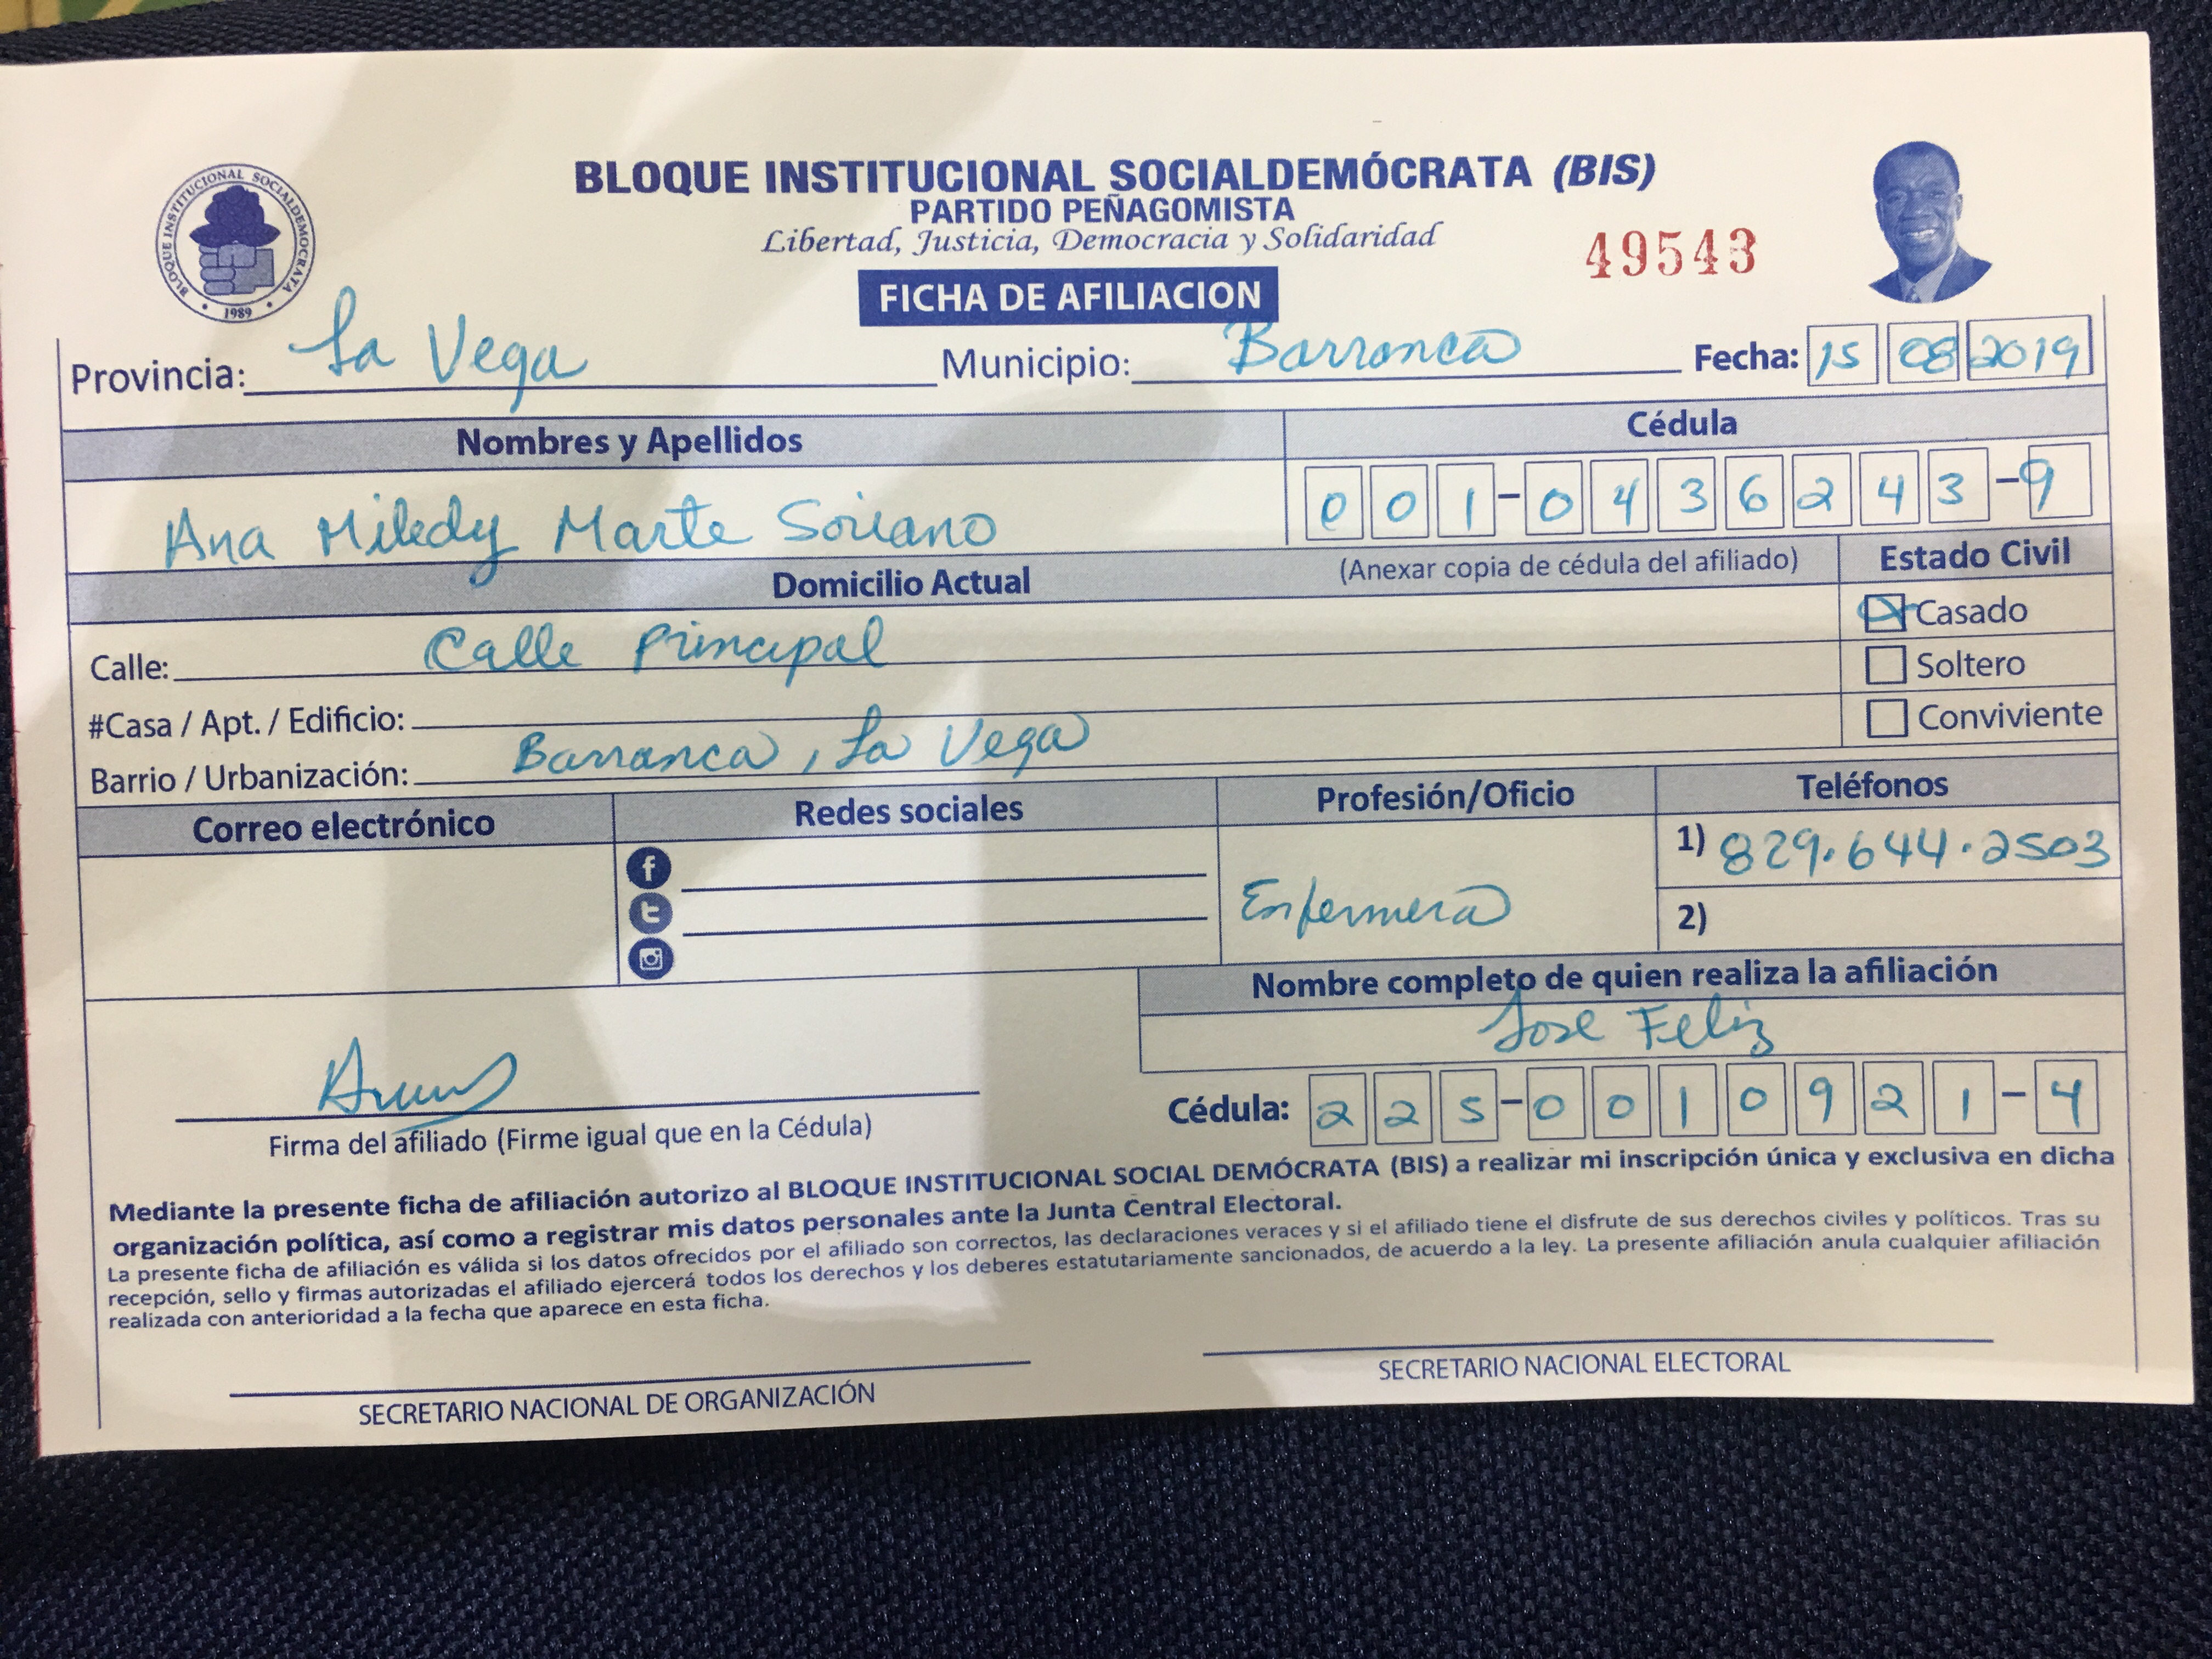 BLOQUE INSTITUCIONAL SOCIALDEMOCRATA
1989
BLOQUE INSTITUCIONAL SOCIALDEMÓCRATA (BIS)
PARTIDO PEÑAGOMISTA
Libertad, Justicia, Democracia y Solidaridad
49543
FICHA DE AFILIACION
Provincia: La Vega Municipio: Barranca Fecha: 15 08 2019
Nombres y Apellidos Cédula
Ana Miledy Marte Soriano 001-0436243-9
Domicilio Actual (Anexar copia de cédula del afiliado) Estado Civil
Calle: Calle Principal Casado
#Casa / Apt. / Edificio: Soltero
Barrio / Urbanización: Barranca, La Vega Conviviente
Correo electrónico Redes sociales Profesión/Oficio Teléfonos
f 1) 829.644.2503
Enfermera 2)
Nombre completo de quien realiza la afiliación
Jose Feliz
Cédula: 225-0010921-4
Firma del afiliado (Firme igual que en la Cédula)
Mediante la presente ficha de afiliación autorizo al BLOQUE INSTITUCIONAL SOCIAL DEMÓCRATA (BIS) a realizar mi inscripción única y exclusiva en dicha
organización política, así como a registrar mis datos personales ante la Junta Central Electoral.
La presente ficha de afiliación es válida si los datos ofrecidos por el afiliado son correctos, las declaraciones veraces y si el afiliado tiene el disfrute de sus derechos civiles y políticos. Tras su
recepción, sello y firmas autorizadas el afiliado ejercerá todos los derechos y los deberes estatutariamente sancionados, de acuerdo a la ley. La presente afiliación anula cualquier afiliación
realizada con anterioridad a la fecha que aparece en esta ficha.
SECRETARIO NACIONAL DE ORGANIZACIÓN SECRETARIO NACIONAL ELECTORAL